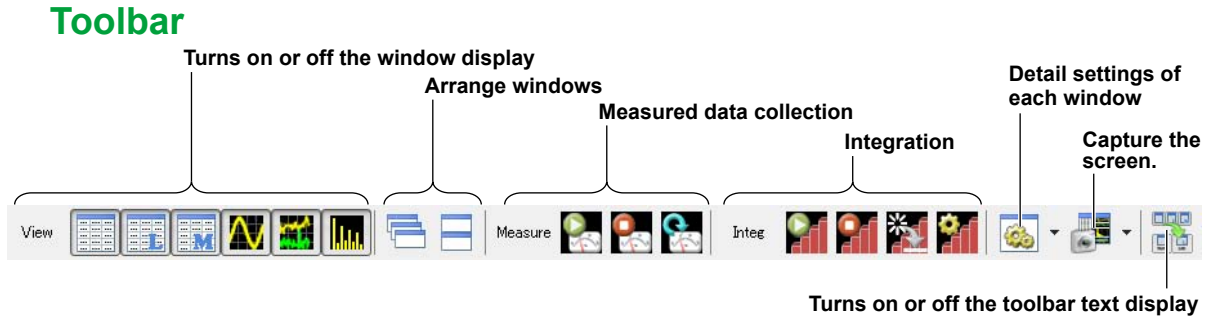 Toolbar
Turns on or off the window display
Arrange windows
Measured data collection
Integration
Detail settings of
each window
Capture the
screen.
View
L
M
Measure
Integ
Turns on or off the toolbar text display